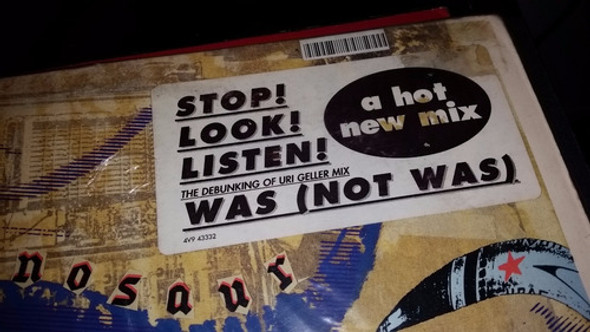 STOP!
LOOK!
LISTEN!
a hot
new mix
THE DEBUNKING OF URI GELLER MIX
WAS (NOT WAS)
4V9 43332
nosaur